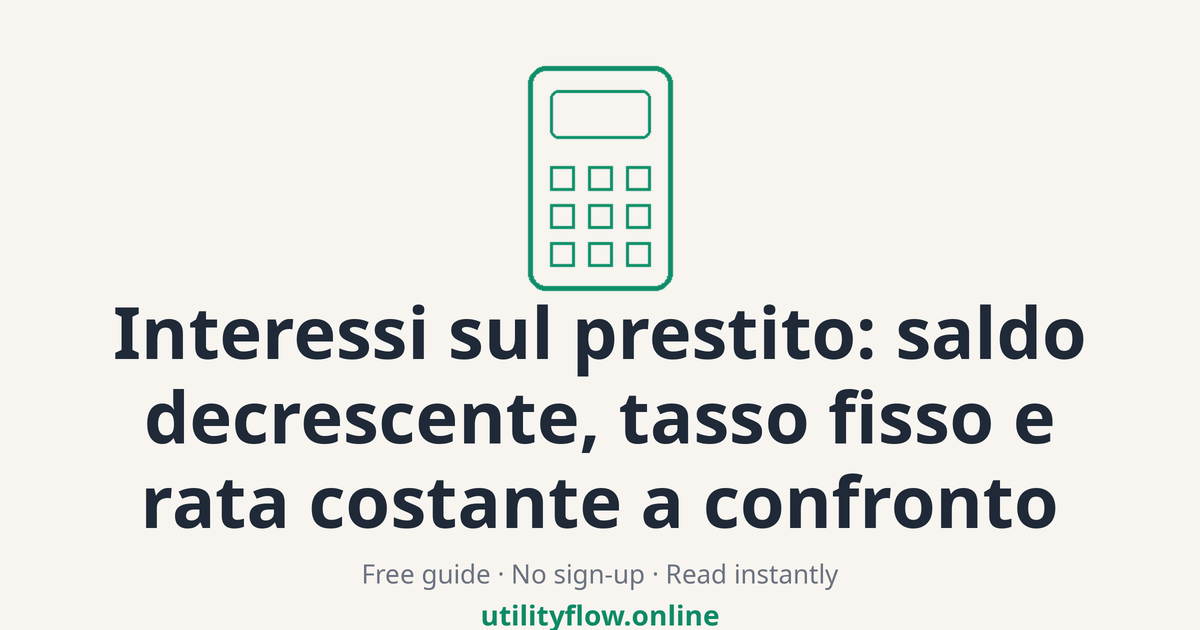 Interessi sul prestito: saldo
decrescente, tasso fisso e
rata costante a confronto
Free guide · No sign-up · Read instantly
utilityflow.online